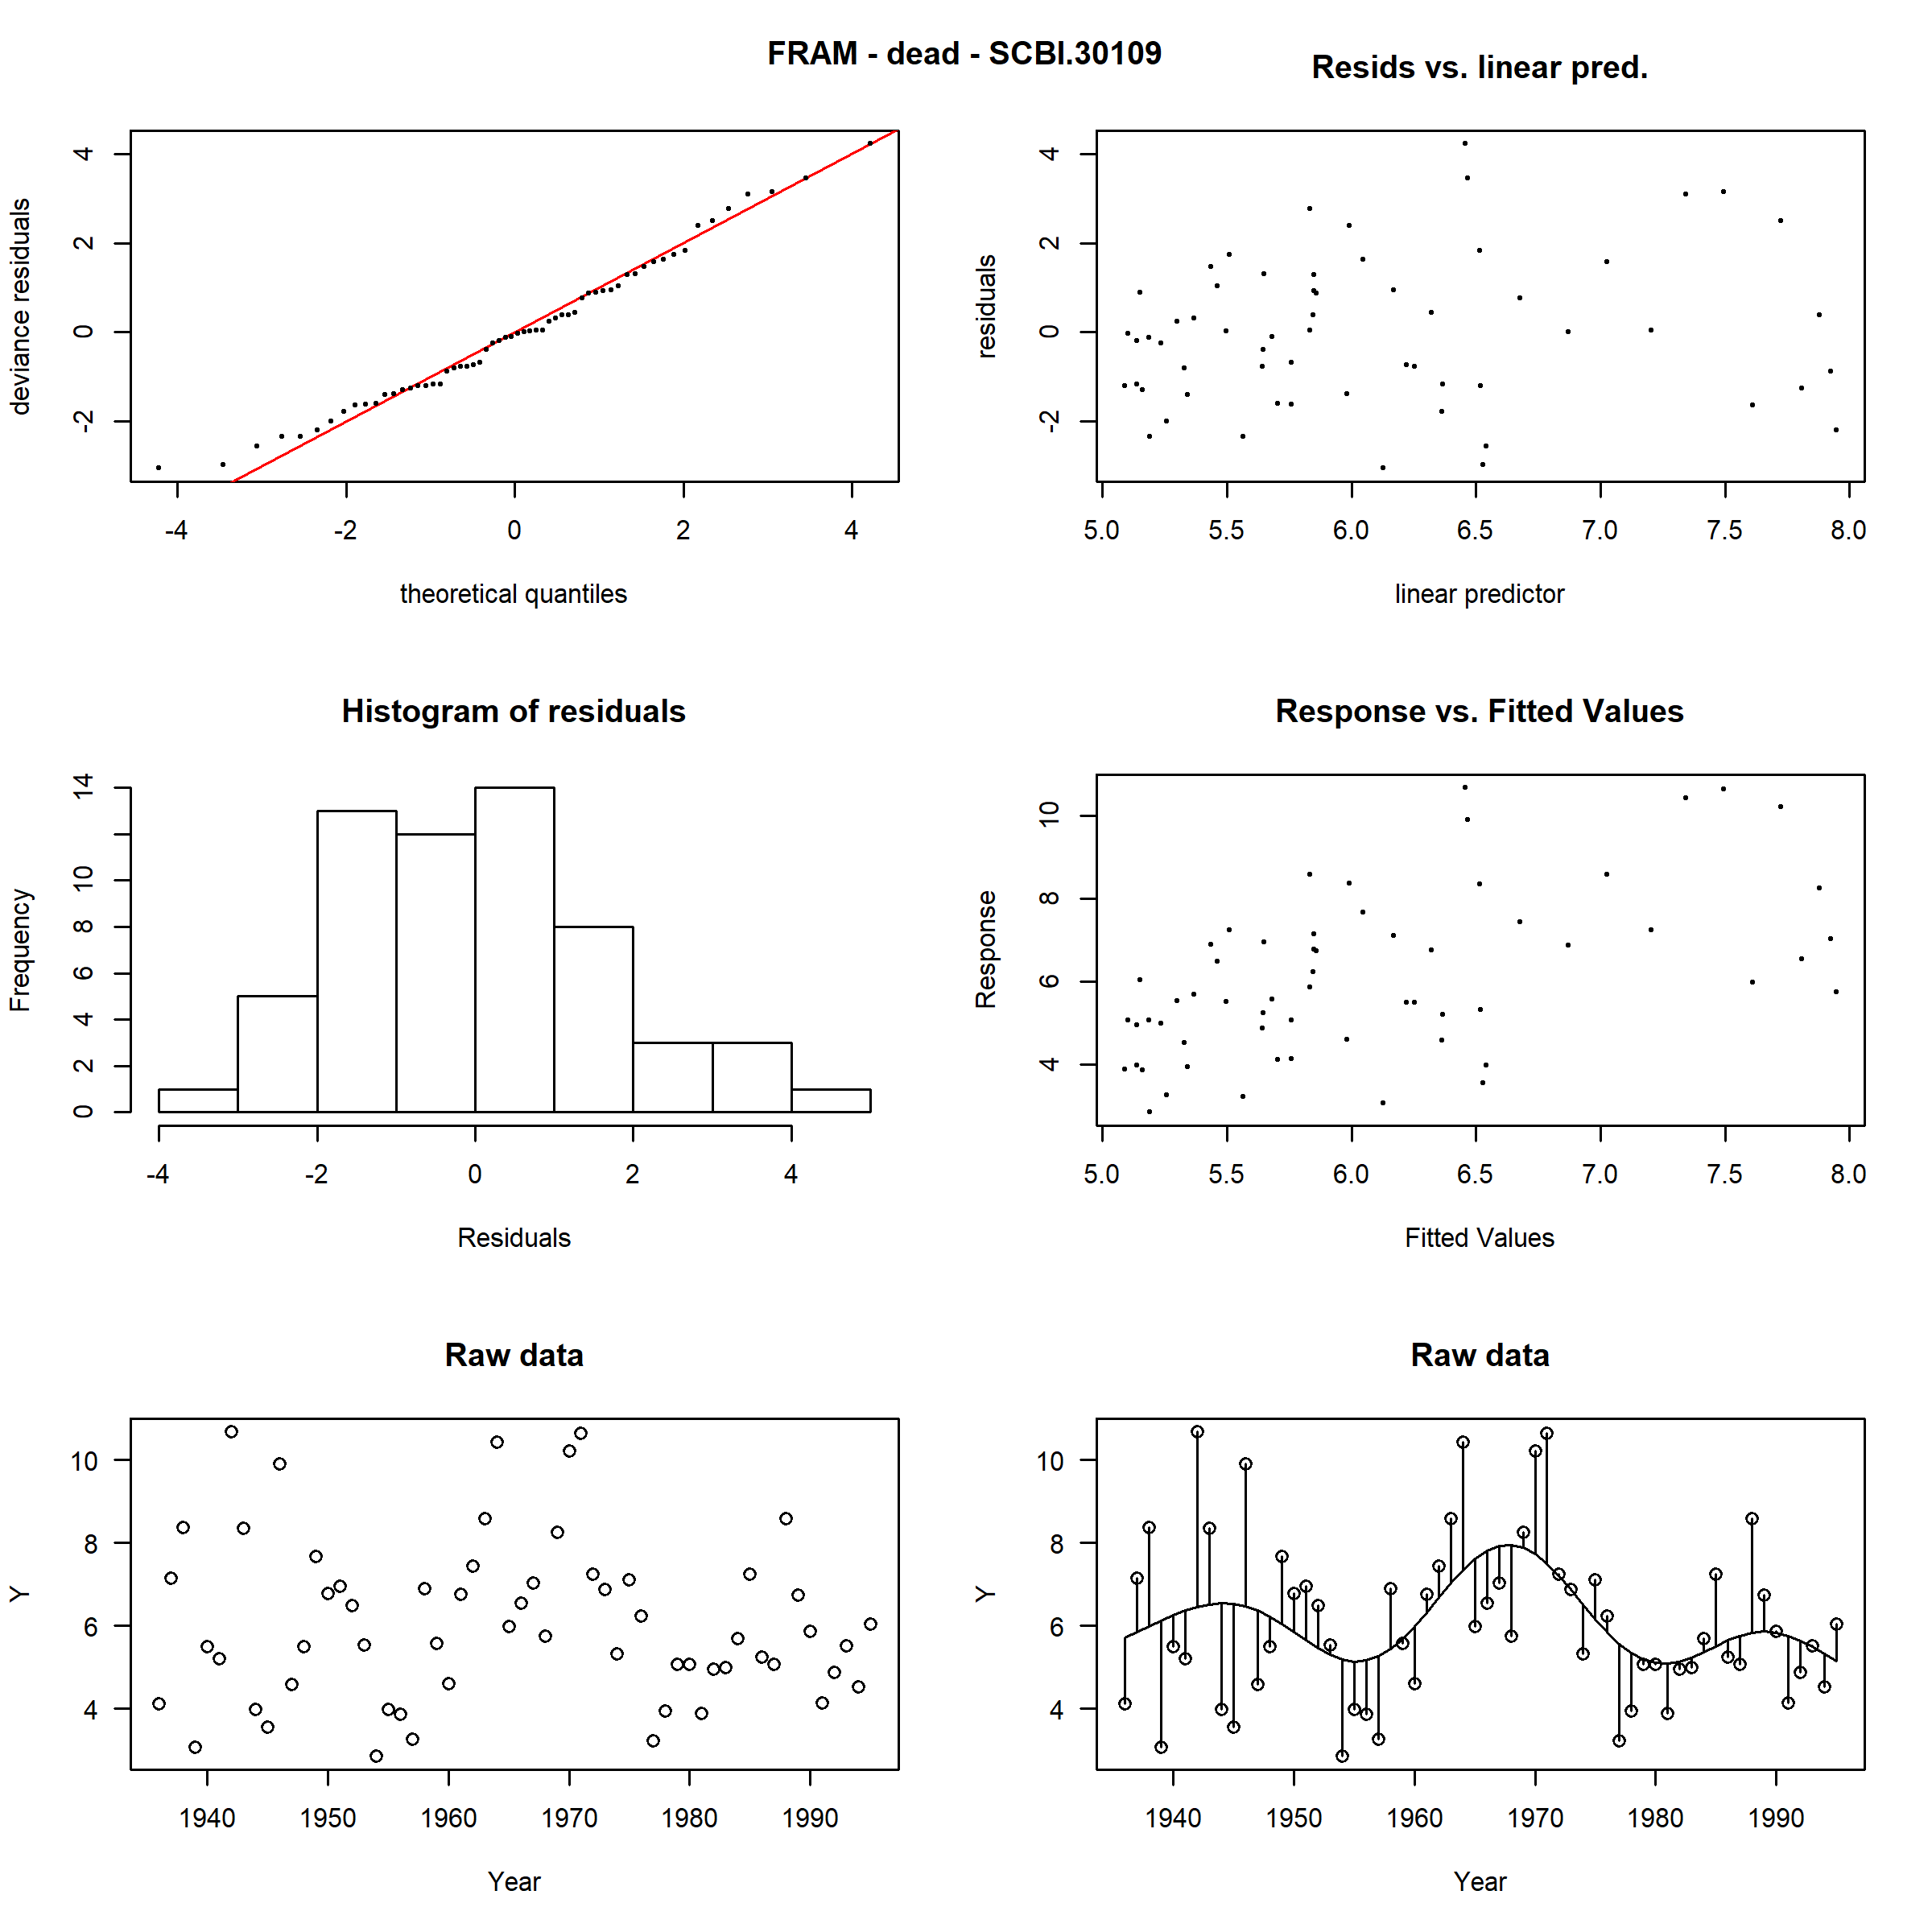 FRAM - dead - SCBI.30109
deviance residuals
4
2
0
-2
-4 -2 0 2 4
theoretical quantiles
Resids vs. linear pred.
residuals
4
2
0
-2
5.0 5.5 6.0 6.5 7.0 7.5 8.0
linear predictor
Histogram of residuals
Frequency
14
10
8
6
4
2
0
-4 -2 0 2 4
Residuals
Response vs. Fitted Values
Response
10
8
6
4
5.0 5.5 6.0 6.5 7.0 7.5 8.0
Fitted Values
Raw data
Y
10
8
6
4
1940 1950 1960 1970 1980 1990
Year
Raw data
Y
10
8
6
4
1940 1950 1960 1970 1980 1990
Year